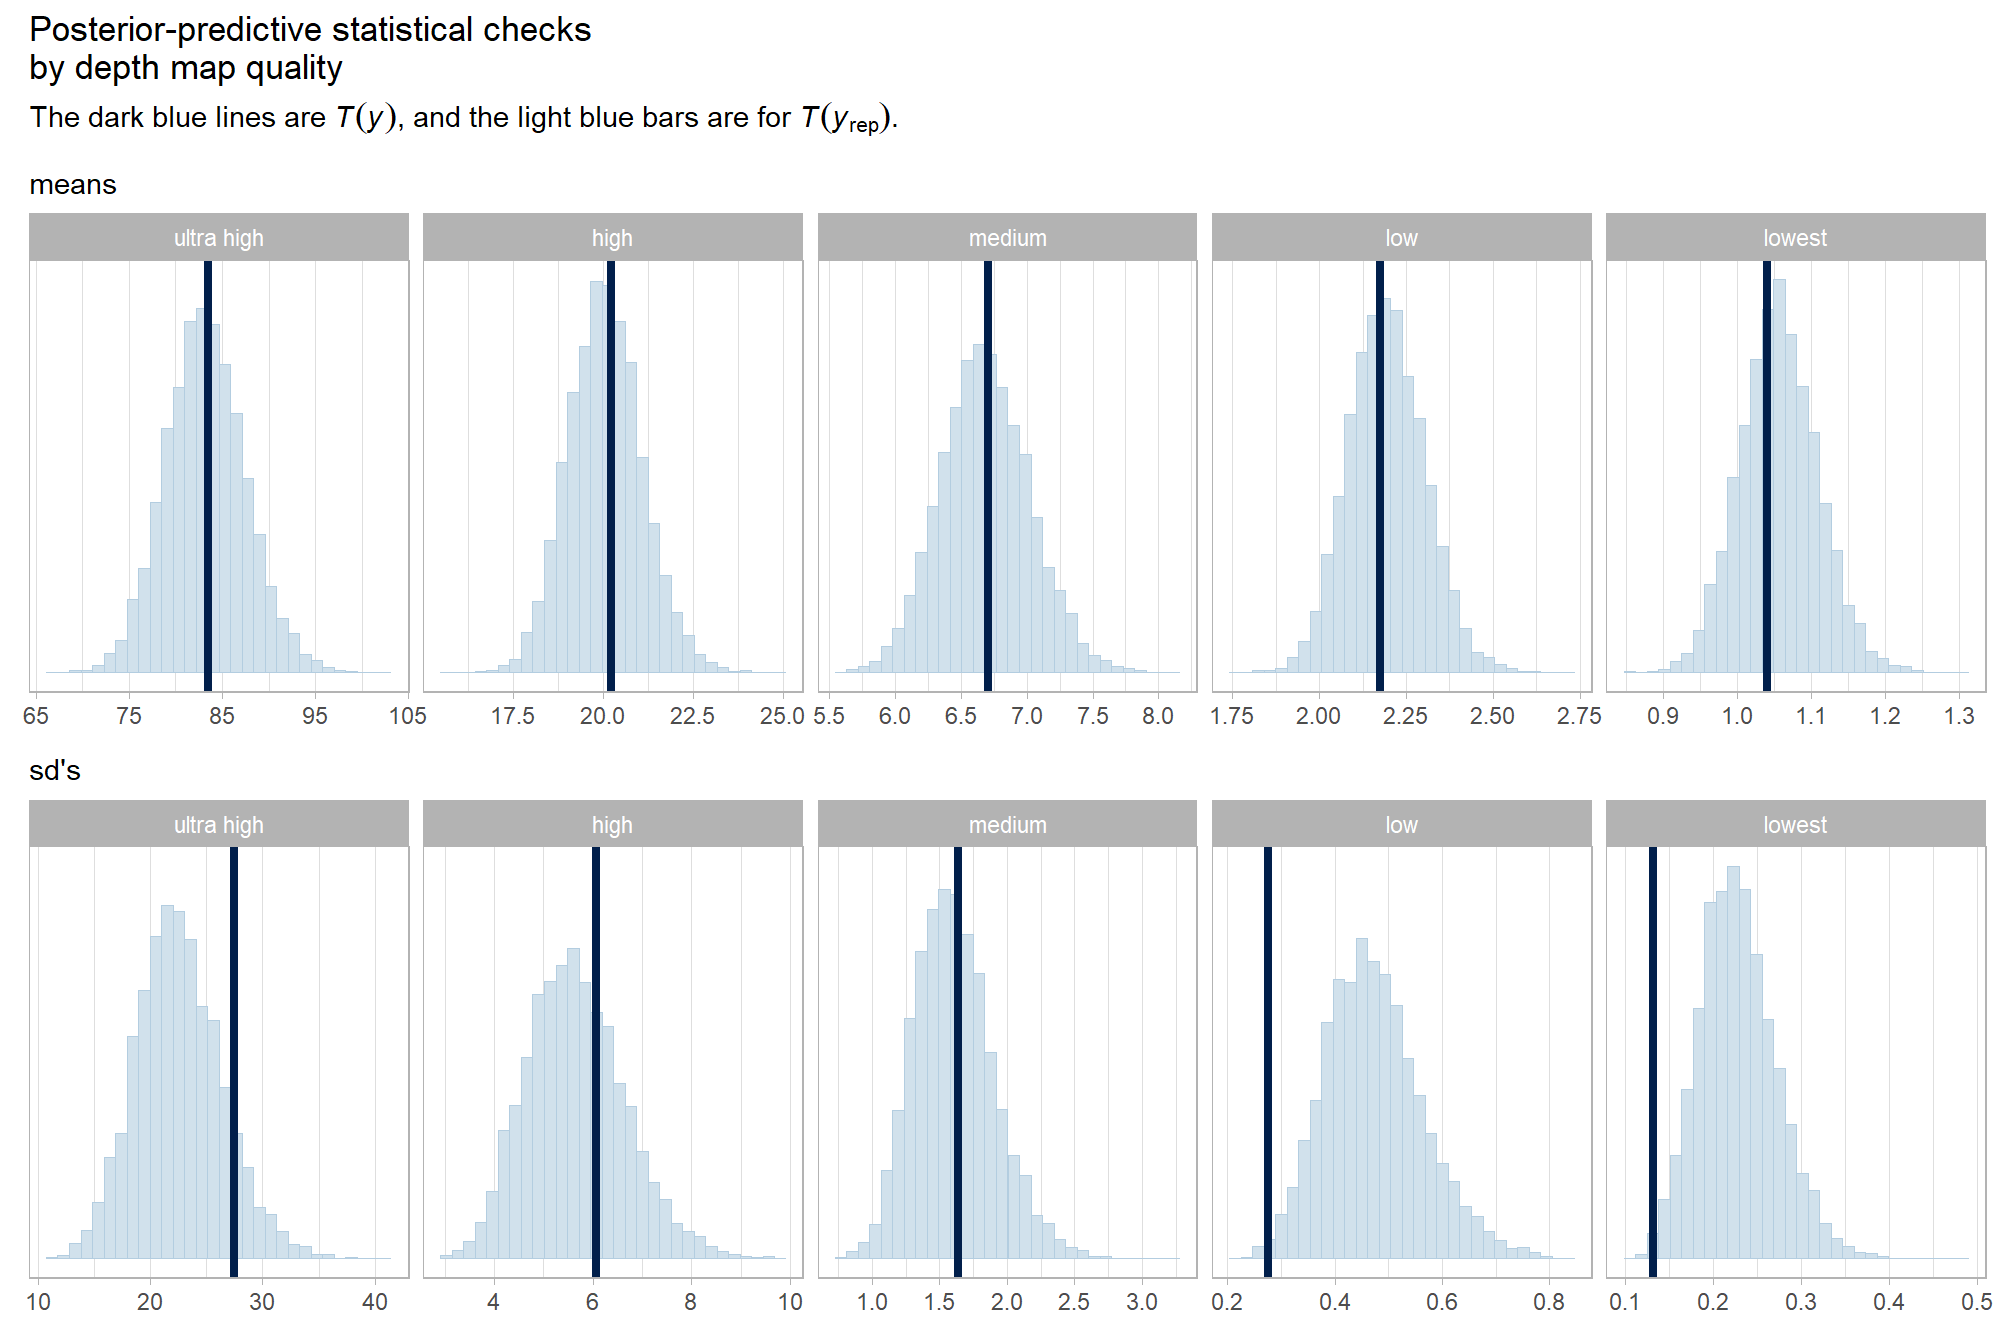 Posterior-predictive statistical checks
by depth map quality
The dark blue lines are T(y), and the light blue bars are for T(y_rep).
means
ultra high high medium low lowest
65 75 85 95 105 17.5 20.0 22.5 25.0 5.5 6.0 6.5 7.0 7.5 8.0 1.75 2.00 2.25 2.50 2.75 0.9 1.0 1.1 1.2 1.3
sd's
ultra high high medium low lowest
10 20 30 40 4 6 8 10 1.0 1.5 2.0 2.5 3.0 0.2 0.4 0.6 0.8 0.1 0.2 0.3 0.4 0.5